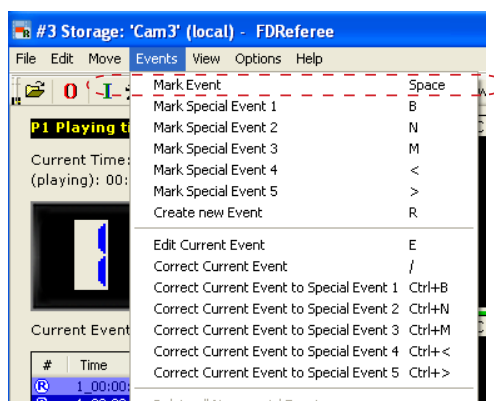 #3 Storage: 'Cam3' (local) - FDReferee
File Edit Move Events View Options Help
0 I
Mark Event Space
P1 Playing ti
Mark Special Event 1 B
Mark Special Event 2 N
Current Time:
Mark Special Event 3 M
(playing): 00:
Mark Special Event 4 <
Mark Special Event 5 >
Create new Event R
Edit Current Event E
Correct Current Event /
Correct Current Event to Special Event 1 Ctrl+B
Correct Current Event to Special Event 2 Ctrl+N
Current Event
Correct Current Event to Special Event 3 Ctrl+M
Correct Current Event to Special Event 4 Ctrl+<
# Time
Correct Current Event to Special Event 5 Ctrl+>
R 1_00:00: